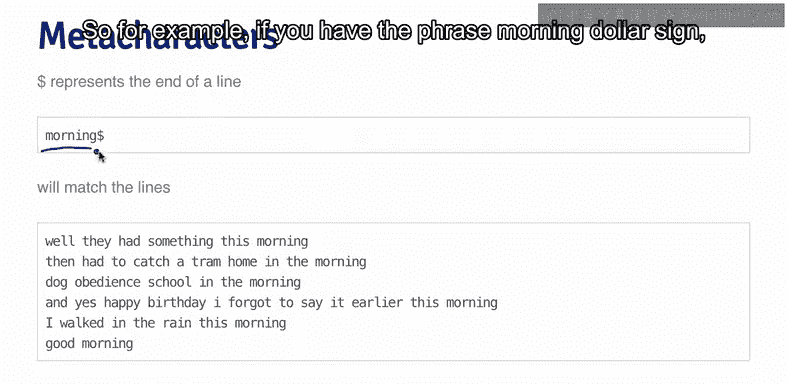 So for example, if you have the phrase morning dollar sign,
Metacharacters
$ represents the end of a line
morning$
will match the lines
well they had something this morning
then had to catch a tram home in the morning
dog obedience school in the morning
and yes happy birthday i forgot to say it earlier this morning
I walked in the rain this morning
good morning